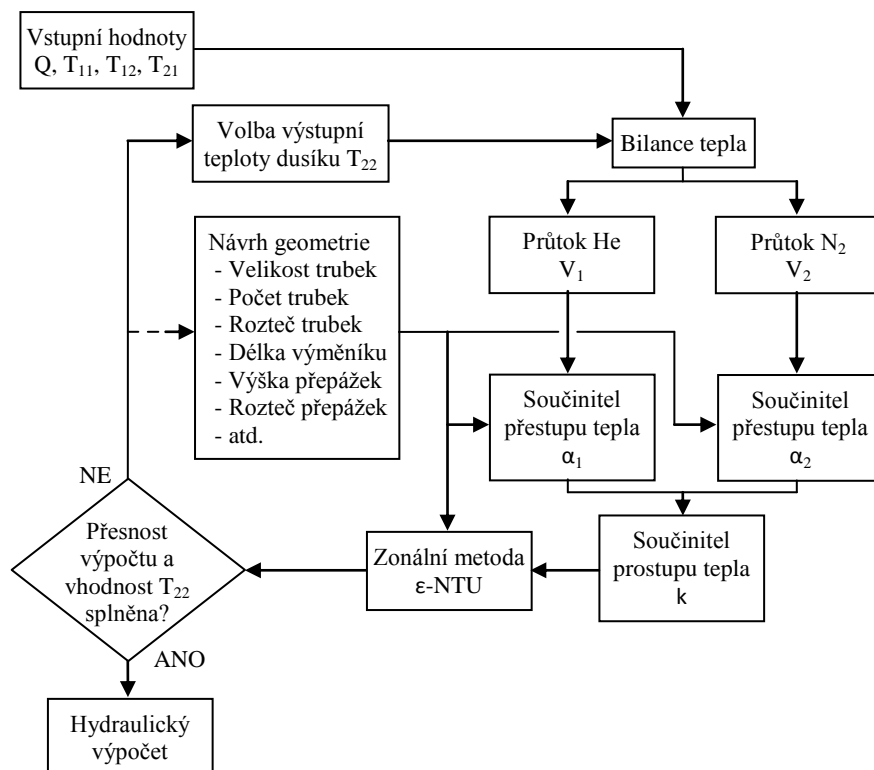 Vstupní hodnoty
Q, T₁₁, T₁₂, T₂₁
Volba výstupní
teploty dusíku T₂₂
Bilance tepla
Návrh geometrie
- Velikost trubek
- Počet trubek
- Rozteč trubek
- Délka výměníku
- Výška přepážek
- Rozteč přepážek
- atd.
Průtok He
V₁
Průtok N₂
V₂
Součinitel
přestupu tepla
α₁
Součinitel
přestupu tepla
α₂
NE
Přesnost
výpočtu a
vhodnost T₂₂
splněna?
Zonální metoda
ε-NTU
Součinitel
prostupu tepla
k
ANO
Hydraulický
výpočet